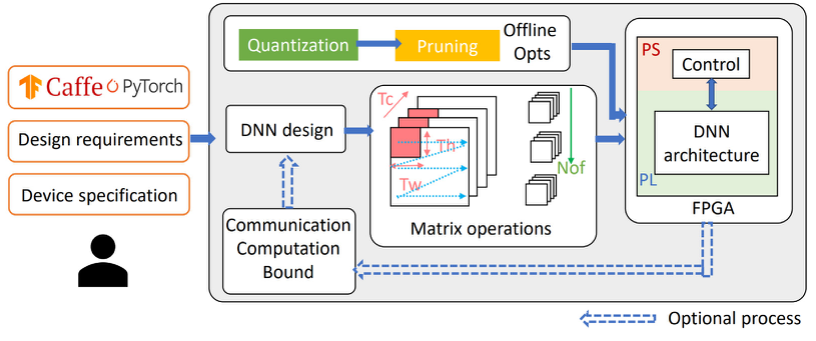 Quantization
Pruning
Offline
Opts
PS
Control
Caffe
PyTorch
Tc
DNN design
Design requirements
Th
DNN
architecture
Nof
Tw
PL
Device specification
FPGA
Communication
Computation
Bound
Matrix operations
Optional process